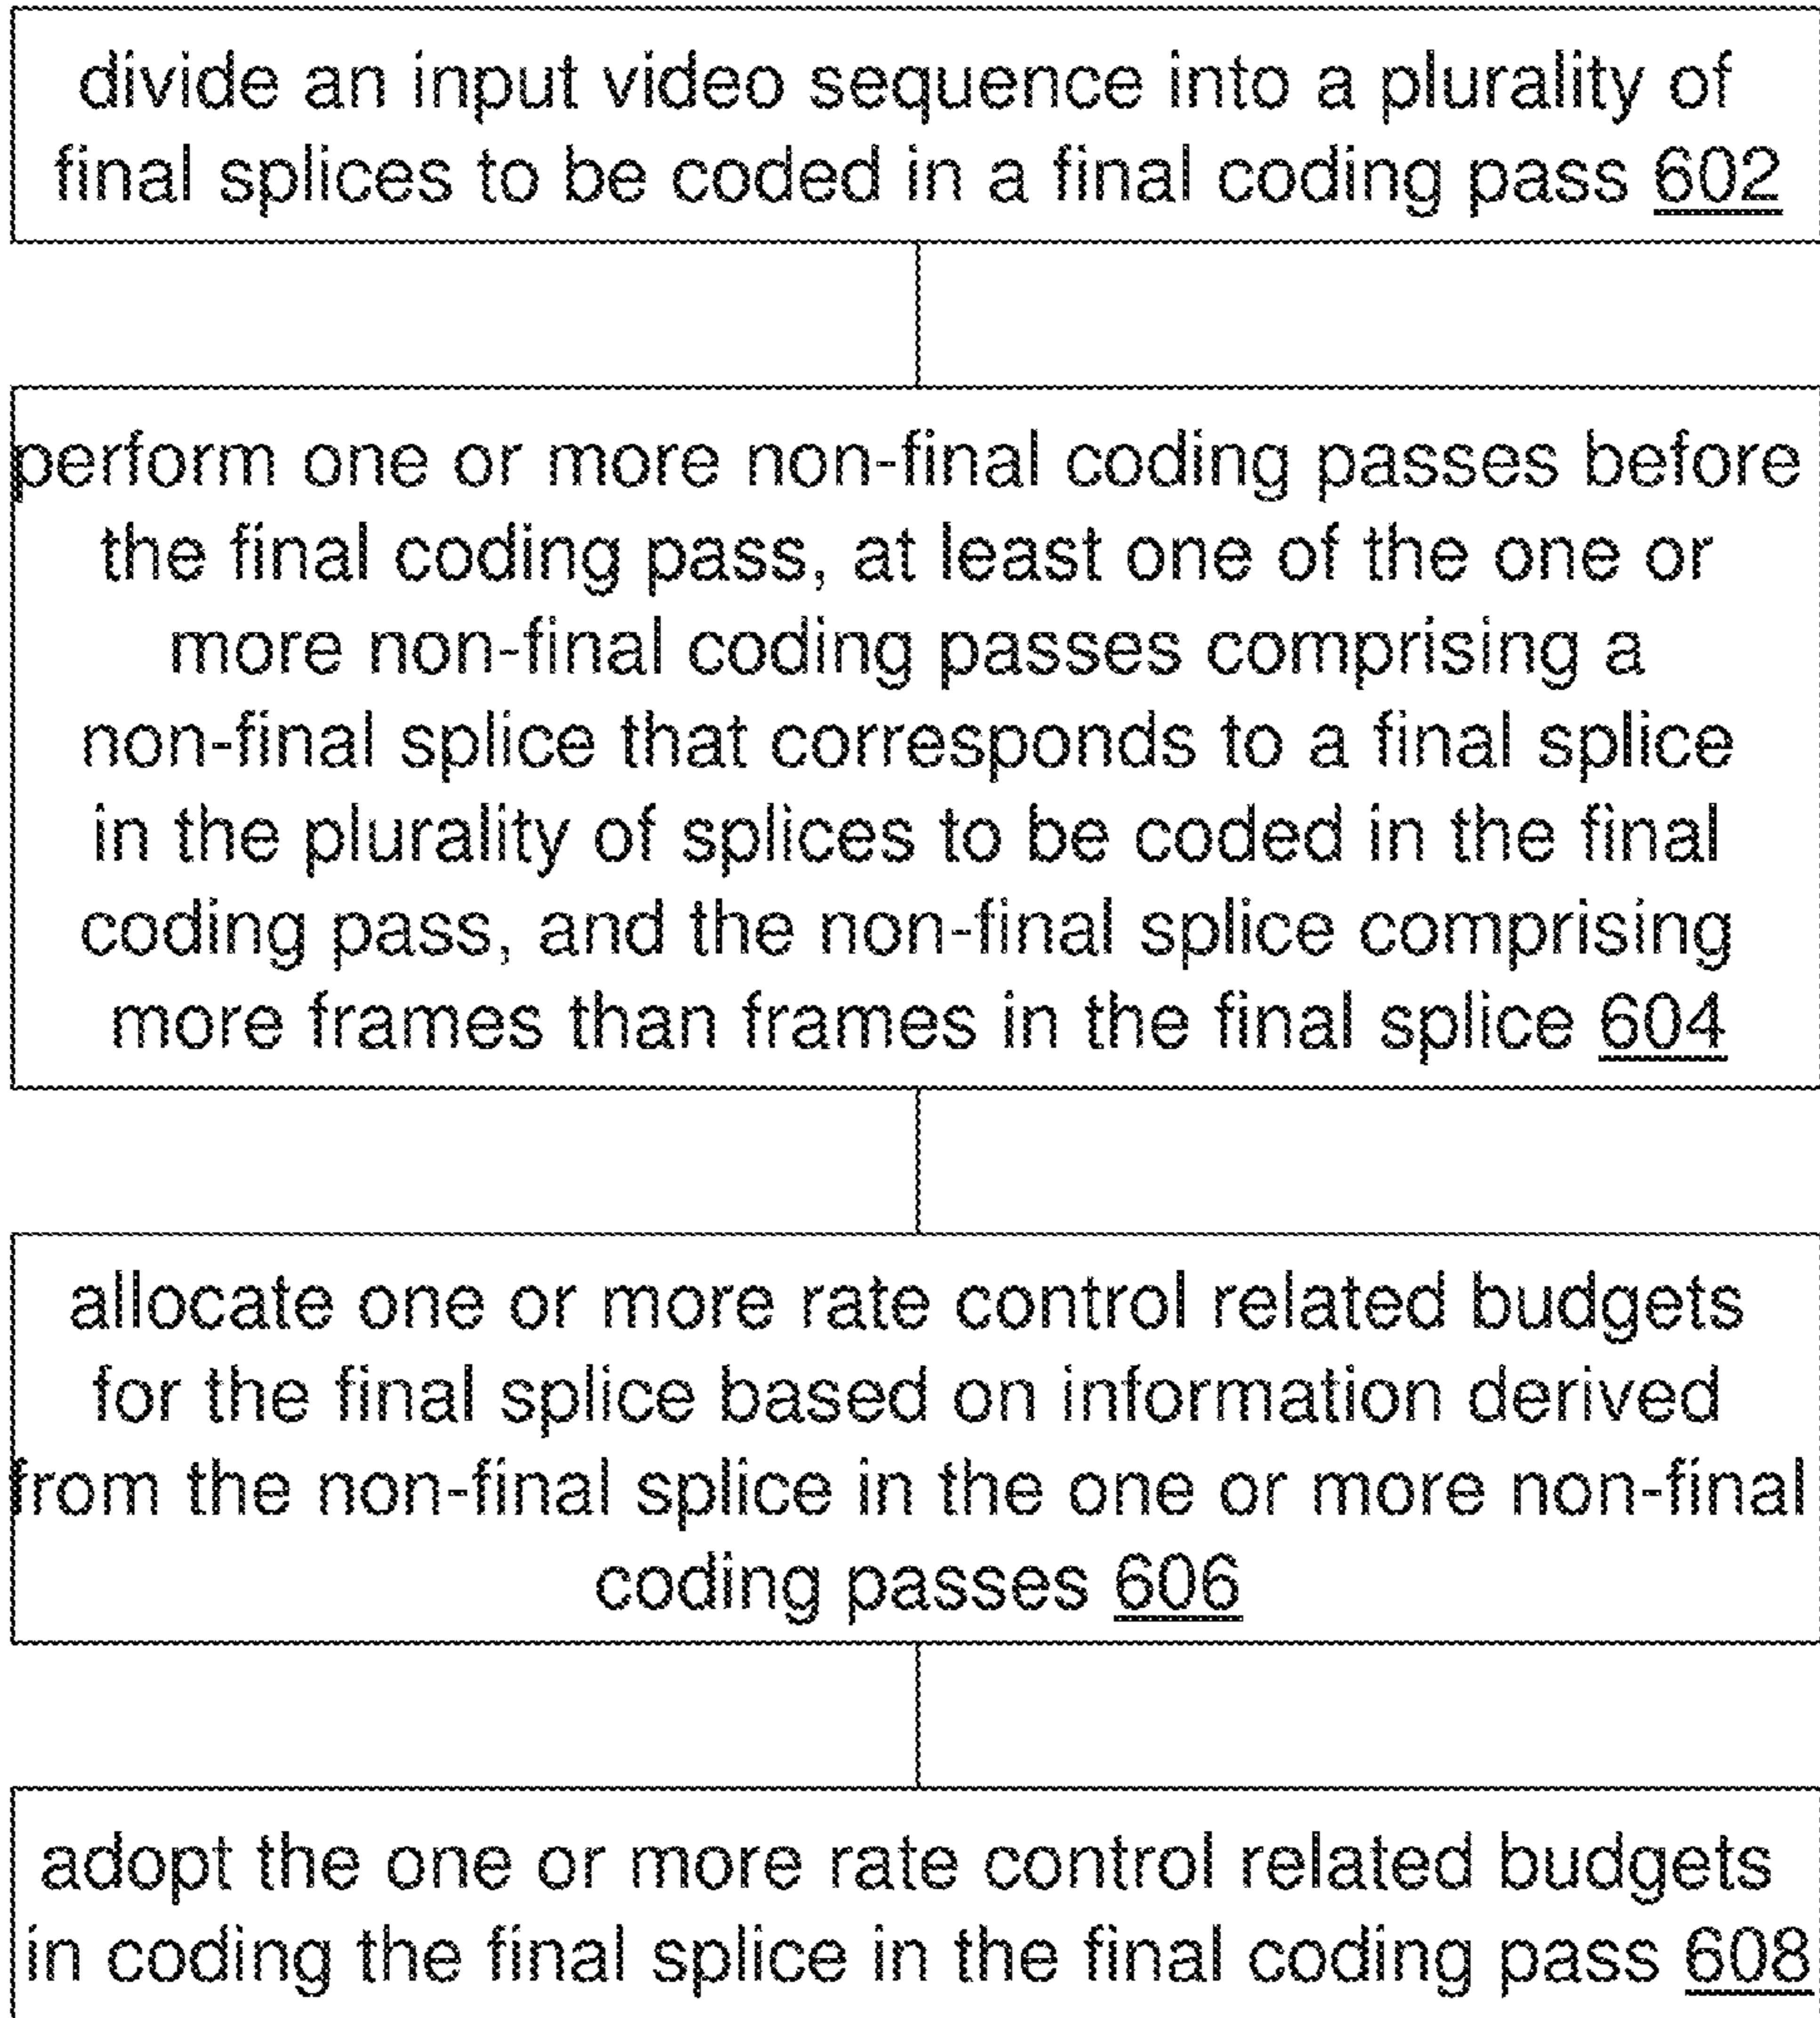 divide an input video sequence into a plurality of
final splices to be coded in a final coding pass 602
perform one or more non-final coding passes before
the final coding pass, at least one of the one or
more non-final coding passes comprising a
non-final splice that corresponds to a final splice
in the plurality of splices to be coded in the final
coding pass, and the non-final splice comprising
more frames than frames in the final splice 604
allocate one or more rate control related budgets
for the final splice based on information derived
from the non-final splice in the one or more non-final
coding passes 606
adopt the one or more rate control related budgets
in coding the final splice in the final coding pass 608